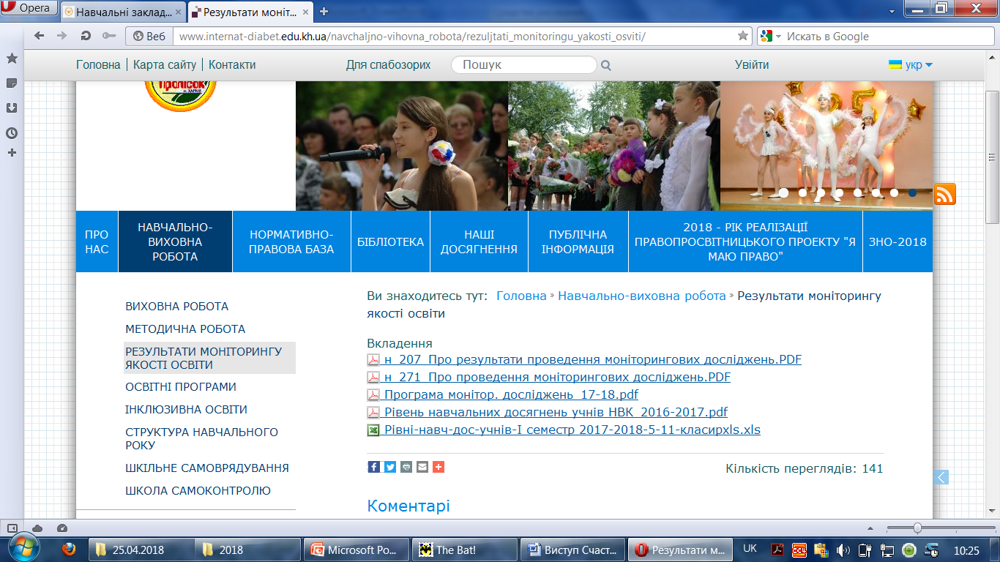 Opera
Навчальні заклад...
Результати моніт...
Веб
www.internat-diabet.edu.kh.ua/navchaljno-vihovna_robota/rezuljtati_monitoringu_yakosti_osviti/
Искать в Google
Головна
Карта сайту
Контакти
Для слабозорих
Пошук
Увійти
укр
Пролісок
м. ХАРКІВ
ПРО
НАС
НАВЧАЛЬНО-
ВИХОВНА
РОБОТА
НОРМАТИВНО-
ПРАВОВА БАЗА
БІБЛІОТЕКА
НАШІ
ДОСЯГНЕННЯ
ПУБЛІЧНА
ІНФОРМАЦІЯ
2018 - РІК РЕАЛІЗАЦІЇ
ПРАВОПРОСВІТНИЦЬКОГО ПРОЕКТУ "Я
МАЮ ПРАВО"
ЗНО-2018
ВИХОВНА РОБОТА
МЕТОДИЧНА РОБОТА
РЕЗУЛЬТАТИ МОНІТОРИНГУ
ЯКОСТІ ОСВІТИ
ОСВІТНІ ПРОГРАМИ
ІНКЛЮЗИВНА ОСВІТИ
СТРУКТУРА НАВЧАЛЬНОГО
РОКУ
ШКІЛЬНЕ САМОВРЯДУВАННЯ
ШКОЛА САМОКОНТРОЛЮ
Ви знаходитесь тут: Головна » Навчально-виховна робота » Результати моніторингу
якості освіти
Вкладення
н_207_Про результати проведення моніторингових досліджень.PDF
н_271_Про проведення моніторингових досліджень.PDF
Програма монітор. досліджень_17-18.pdf
Рівень навчальних досягнень учнів НВК_2016-2017.pdf
Рівні-навч-дос-учнів-І семестр 2017-2018-5-11-класирxls.xls
Кількість переглядів: 141
Коментарі
25.04.2018
2018
Microsoft Po...
The Bat!
Виступ Счаст...
Результати м...
UK
10:25